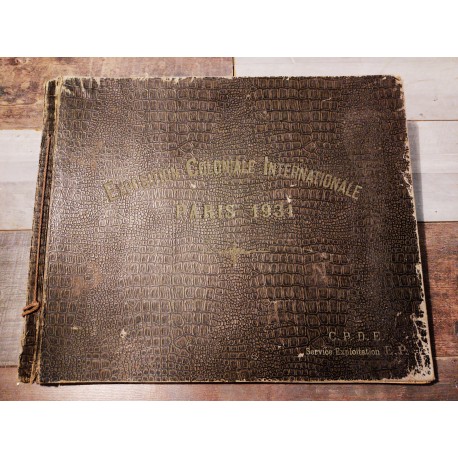 EXPOSITION COLONIALE INTERNATIONALE
PARIS 1931
C.P.D.E
Service Exploitation E.P.